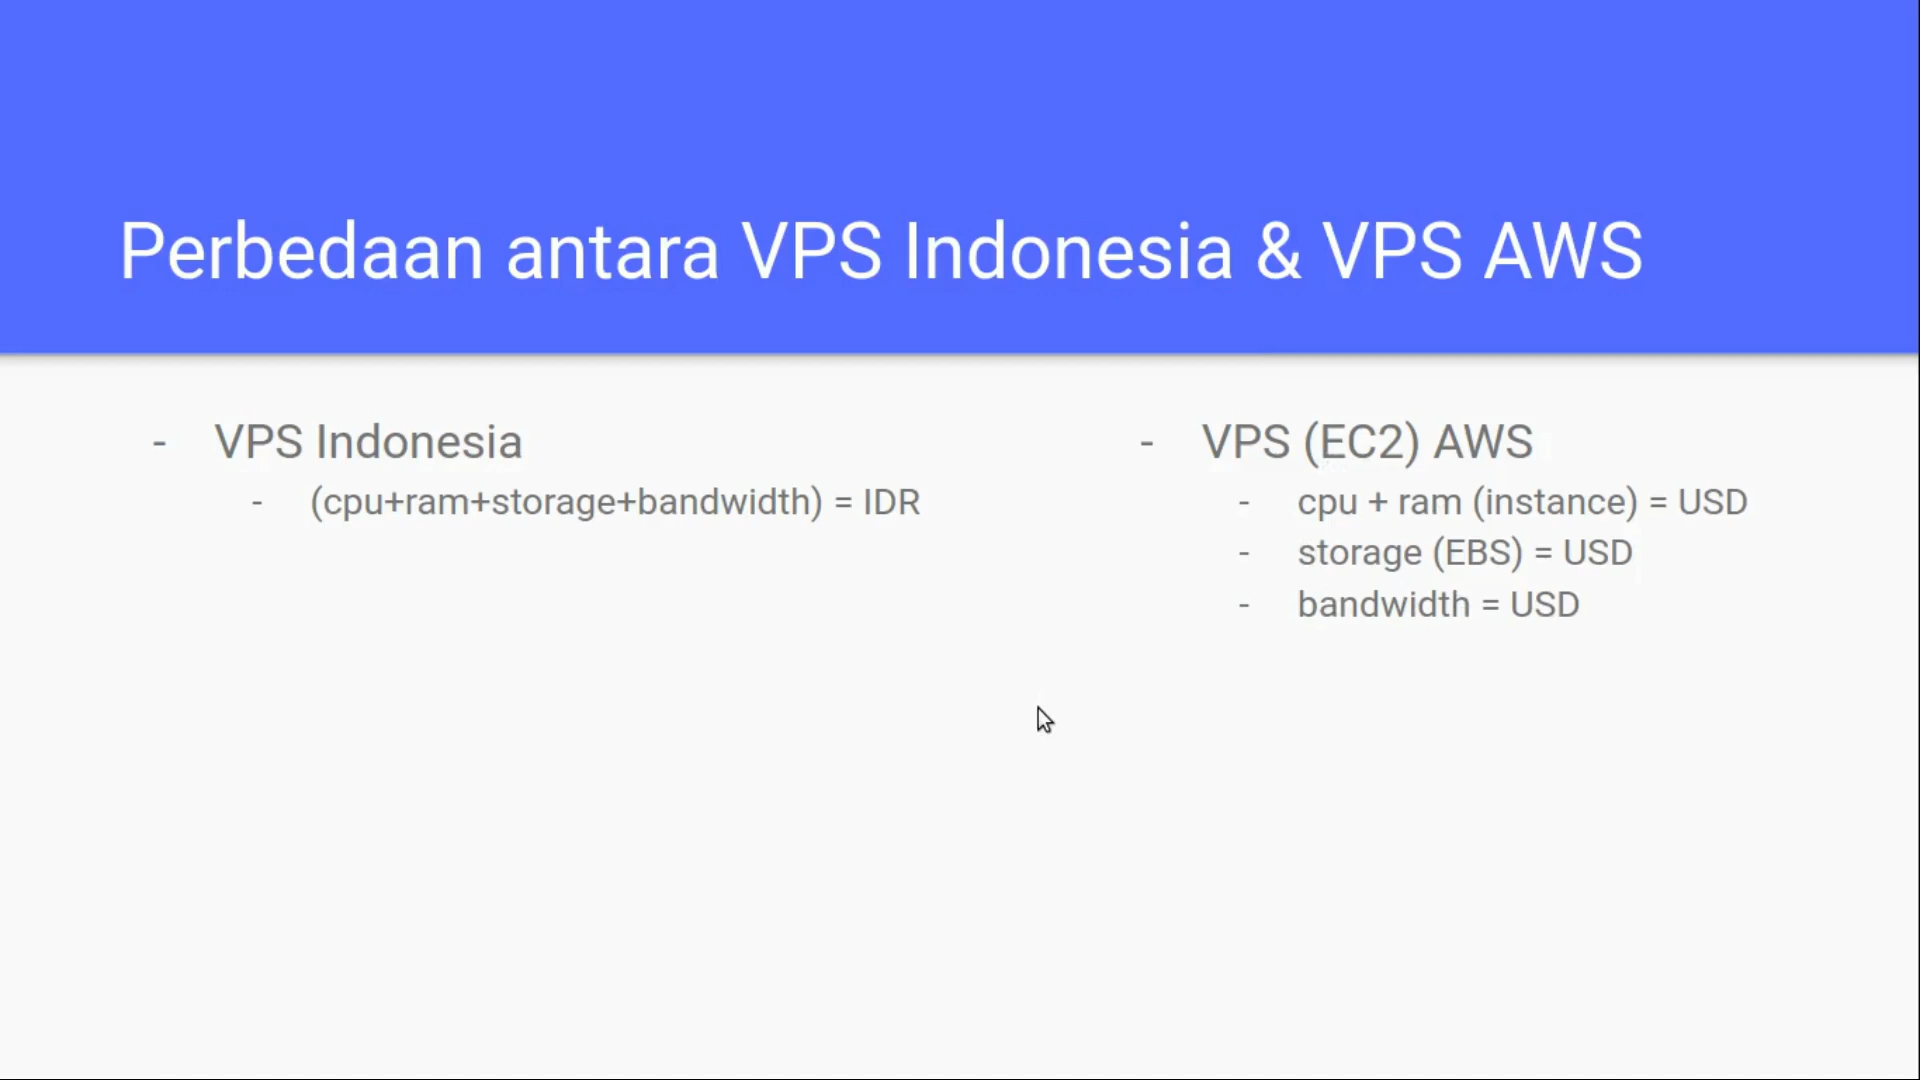 Perbedaan antara VPS Indonesia & VPS AWS
- VPS Indonesia
- (cpu+ram+storage+bandwidth) = IDR
- VPS (EC2) AWS
- cpu + ram (instance) = USD
- storage (EBS) = USD
- bandwidth = USD